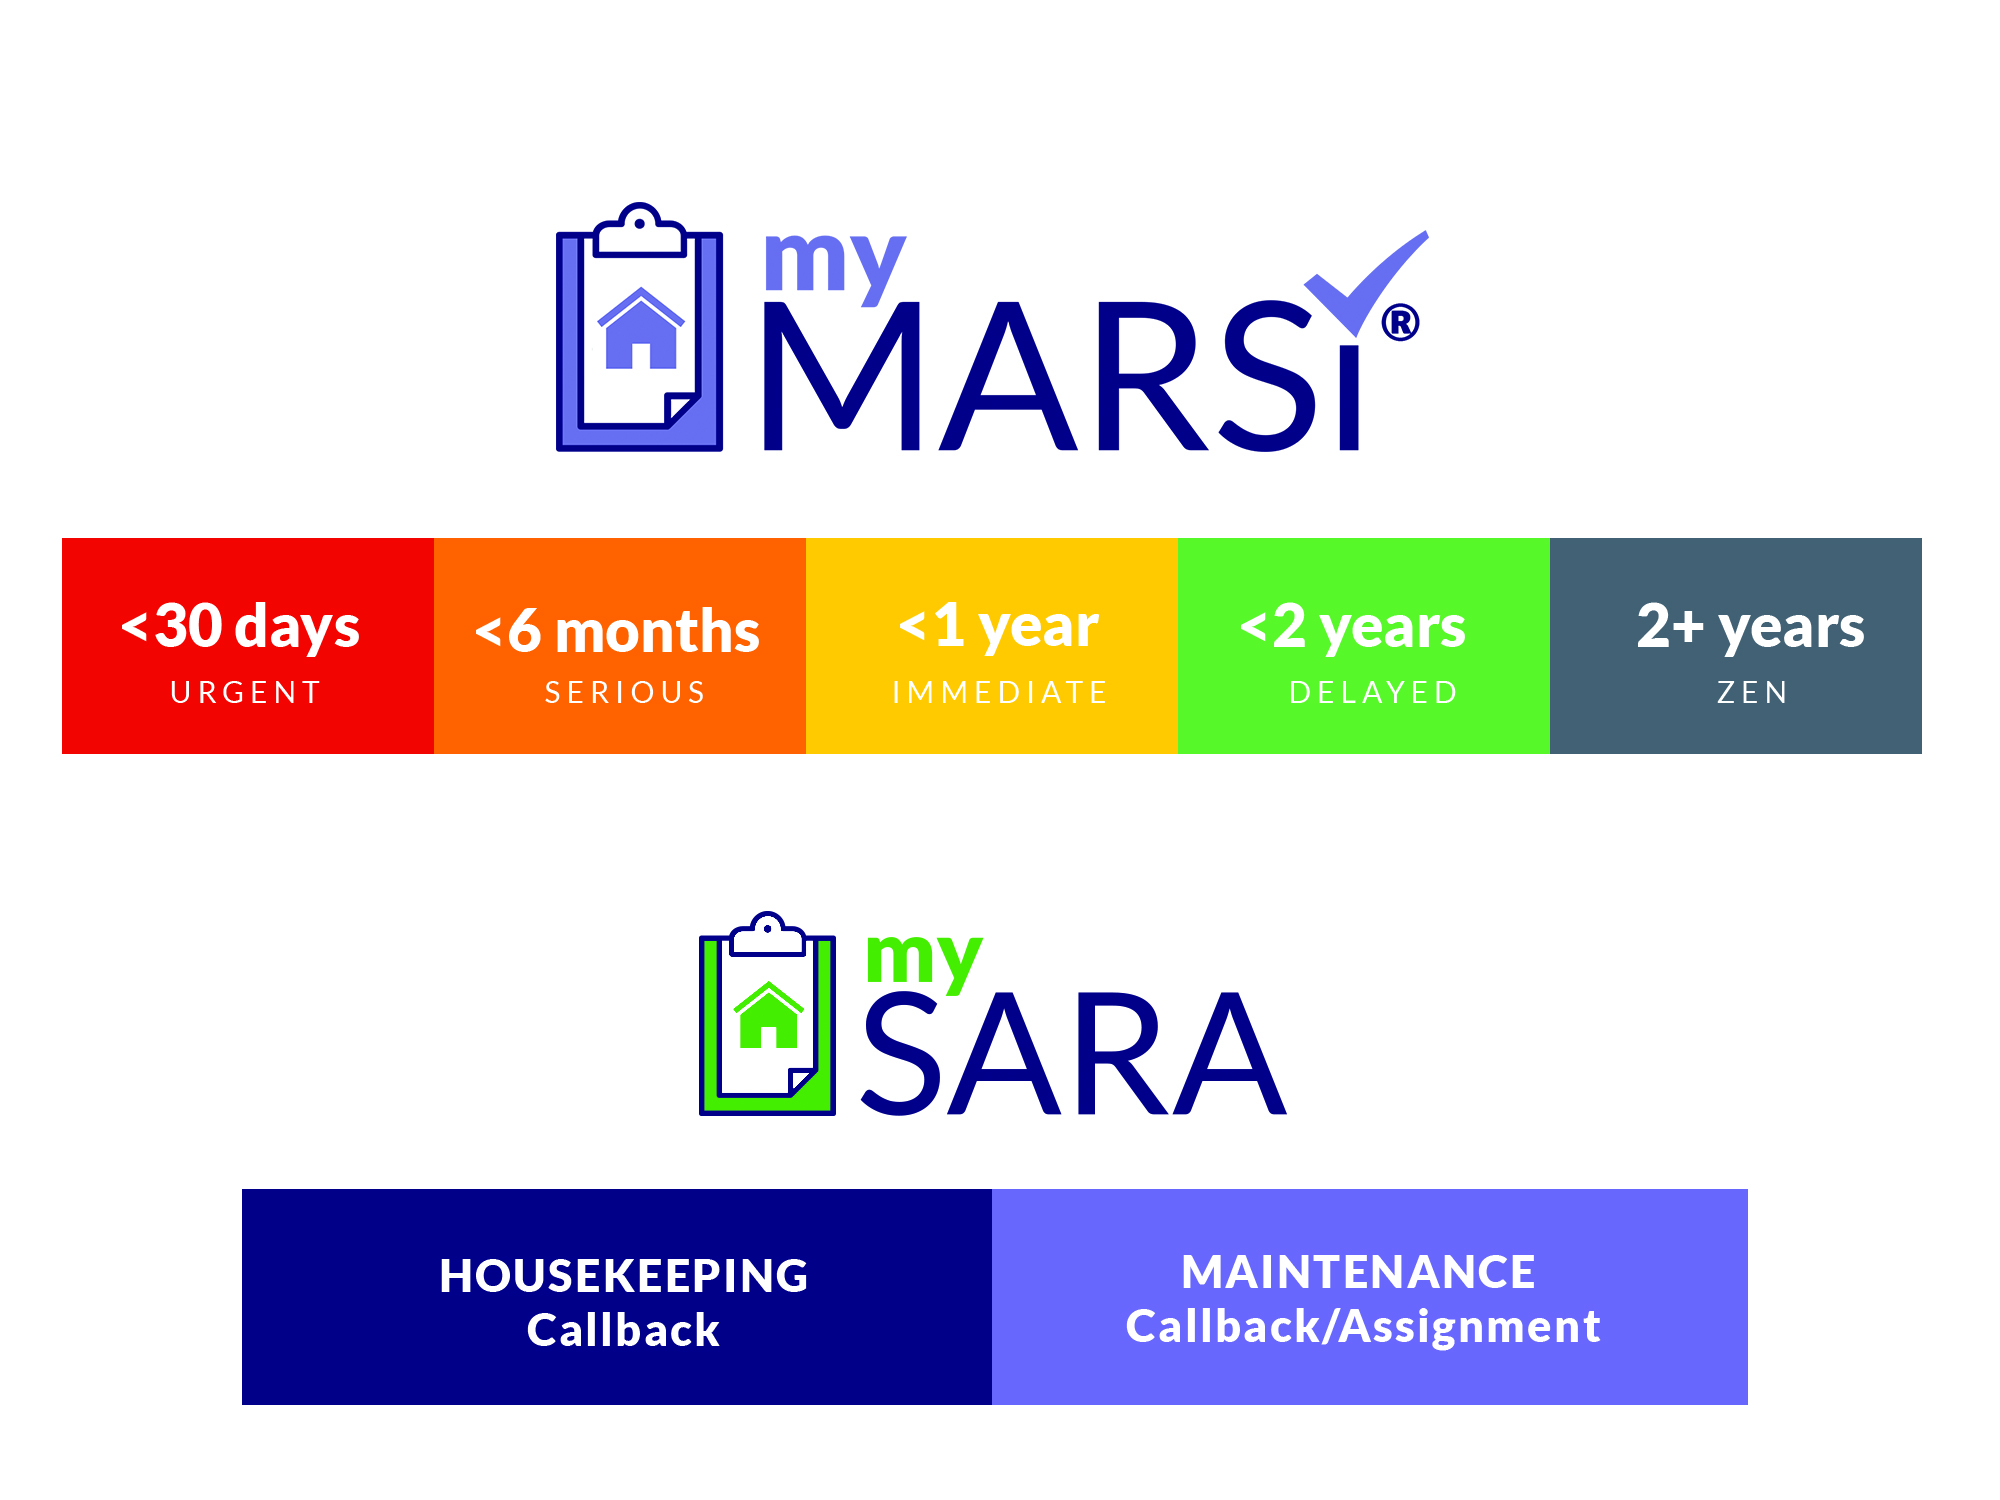 my
MARSi®
<30 days
URGENT
<6 months
SERIOUS
<1 year
IMMEDIATE
<2 years
DELAYED
2+ years
ZEN
my
SARA
HOUSEKEEPING
Callback
MAINTENANCE
Callback/Assignment